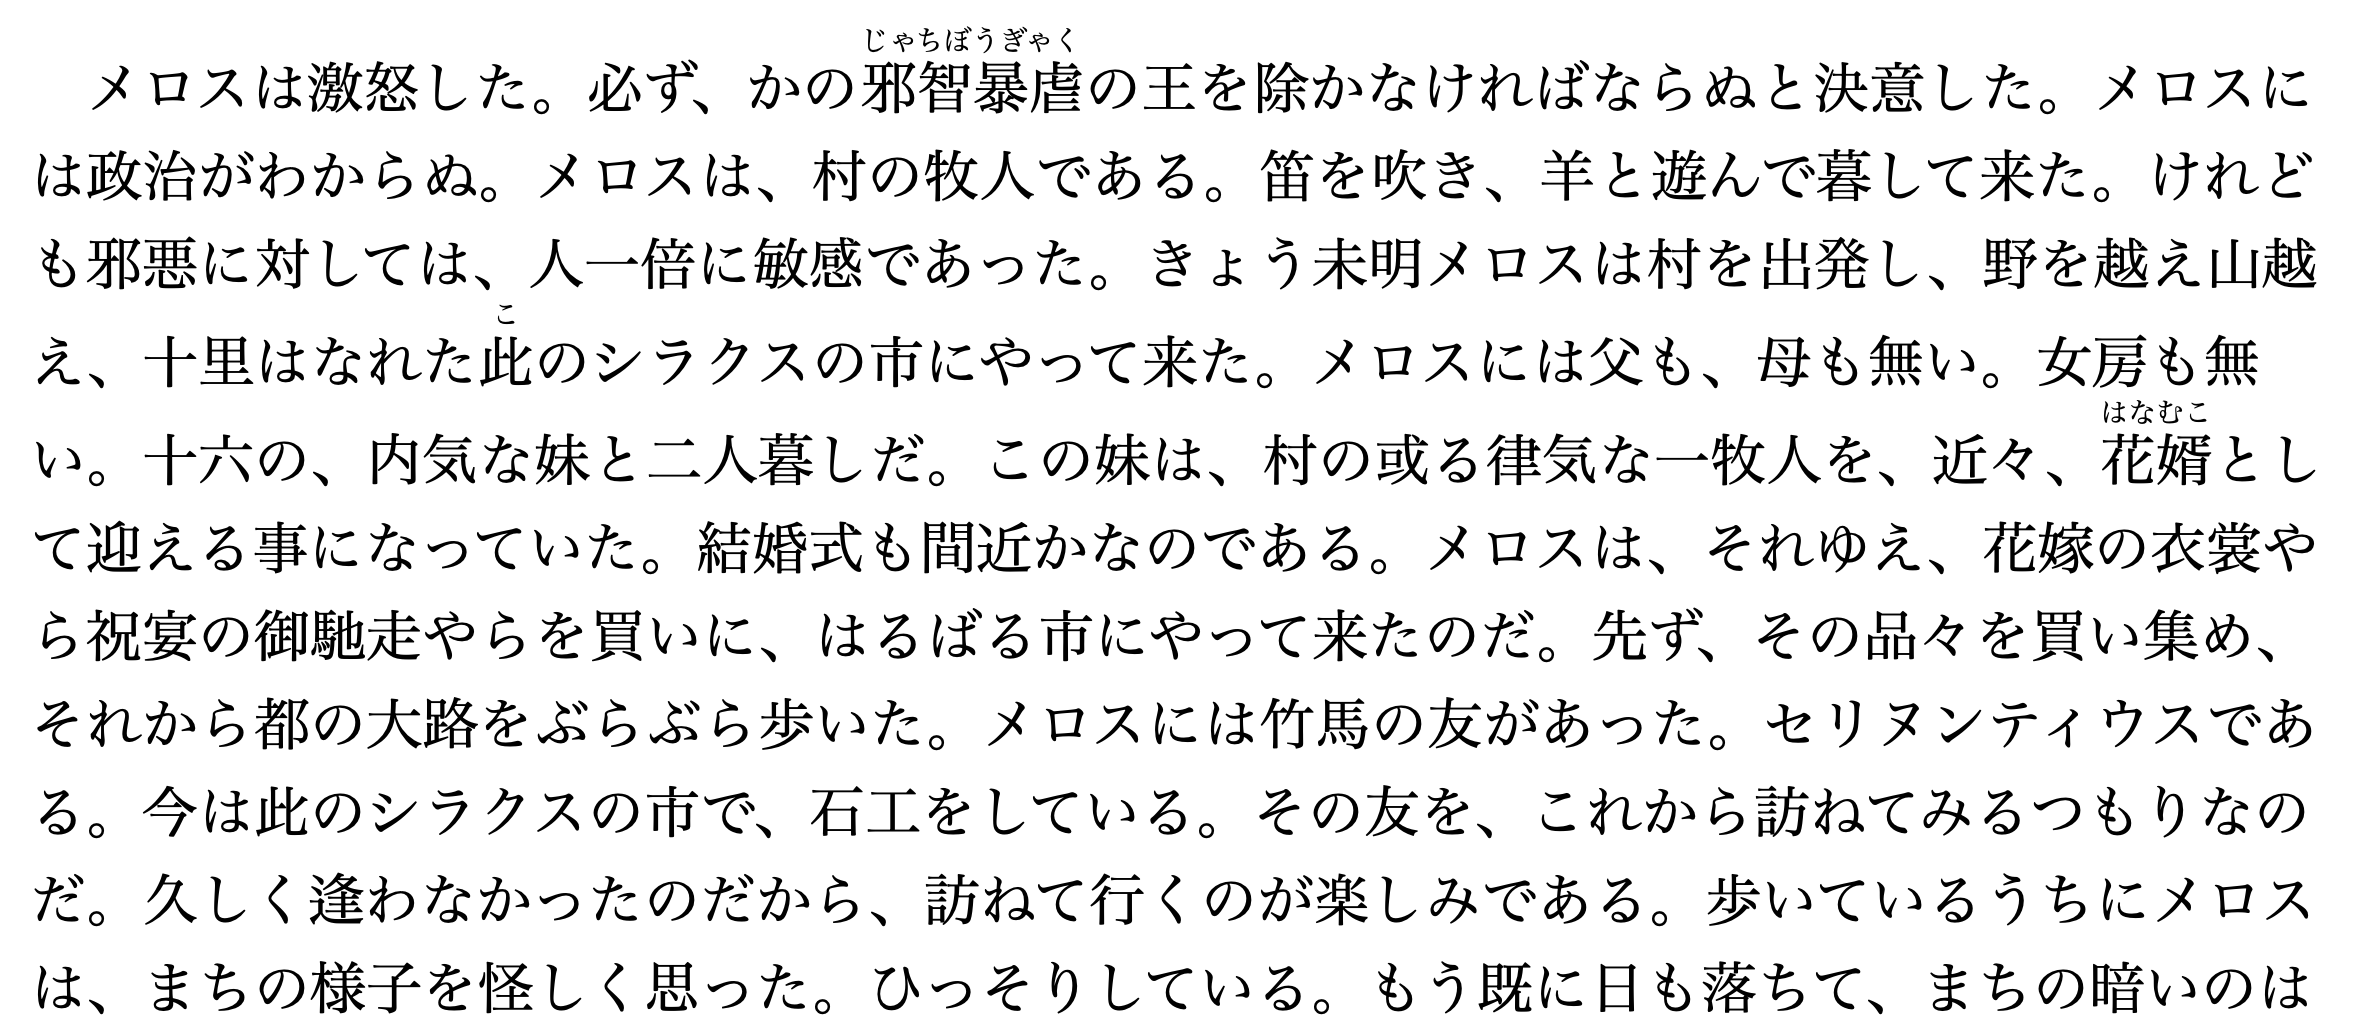 じゃちぼうぎゃく
メロスは激怒した。必ず、かの邪智暴虐の王を除かなければならぬと決意した。メロスに
は政治がわからぬ。メロスは、村の牧人である。笛を吹き、羊と遊んで暮して来た。けれど
も邪悪に対しては、人一倍に敏感であった。きょう未明メロスは村を出発し、野を越え山越
こ
え、十里はなれた此のシラクスの市にやって来た。メロスには父も、母も無い。女房も無
はなむこ
い。十六の、内気な妹と二人暮しだ。この妹は、村の或る律気な一牧人を、近々、花婿とし
て迎える事になっていた。結婚式も間近かなのである。メロスは、それゆえ、花嫁の衣裳や
ら祝宴の御馳走やらを買いに、はるばる市にやって来たのだ。先ず、その品々を買い集め、
それから都の大路をぶらぶら歩いた。メロスには竹馬の友があった。セリヌンティウスであ
る。今は此のシラクスの市で、石工をしている。その友を、これから訪ねてみるつもりなの
だ。久しく逢わなかったのだから、訪ねて行くのが楽しみである。歩いているうちにメロス
は、まちの様子を怪しく思った。ひっそりしている。もう既に日も落ちて、まちの暗いのは